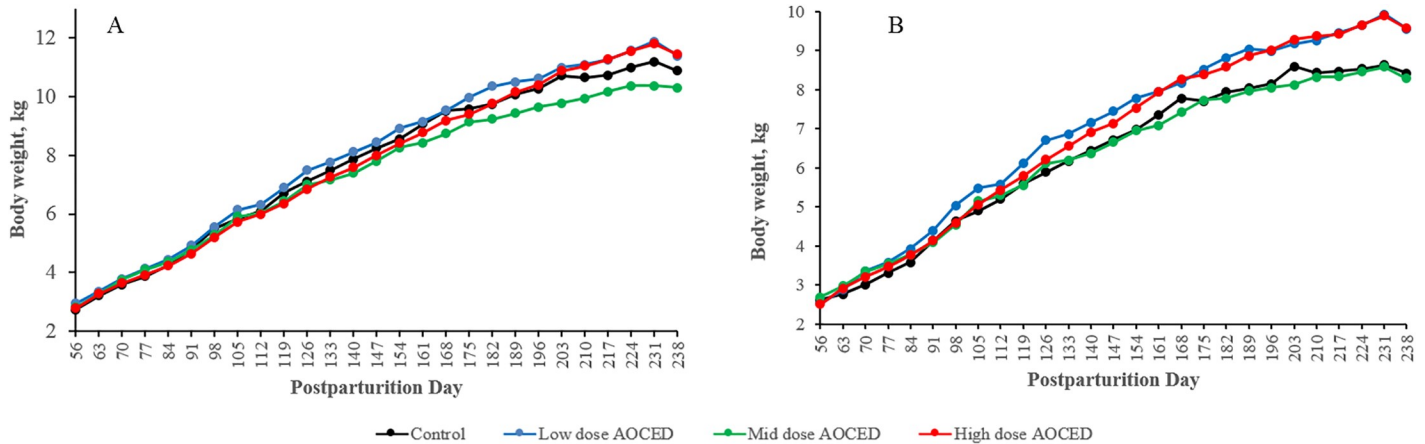 A
Body weight, kg
12
10
8
6
4
2
56 63 70 77 84 91 98 105 112 119 126 133 140 147 154 161 168 175 182 189 196 203 210 217 224 231 238
Postparturition Day
B
Body weight, kg
10
9
8
7
6
5
4
3
2
56 63 70 77 84 91 98 105 112 119 126 133 140 147 154 161 168 175 182 189 196 203 210 217 224 231 238
Postparturition Day
Control Low dose AOCED Mid dose AOCED High dose AOCED